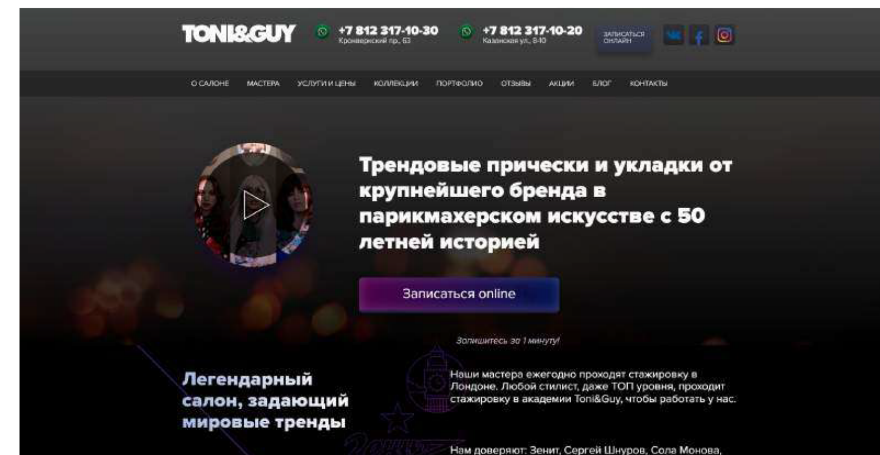 TONI&GUY
+7 812 317-10-30
Кронверкский пр., 63
+7 812 317-10-20
Казанская ул., 8-10
ЗАПИСАТЬСЯ
ОНЛАЙН
О САЛОНЕ МАСТЕРА УСЛУГИ И ЦЕНЫ КОЛЛЕКЦИИ ПОРТФОЛИО ОТЗЫВЫ АКЦИИ БЛОГ КОНТАКТЫ
Трендовые прически и укладки от
крупнейшего бренда в
парикмахерском искусстве с 50
летней историей
Записаться online
Запишитесь за 1 минуту!
Легендарный
салон, задающий
мировые тренды
Наши мастера ежегодно проходят стажировку в
Лондоне. Любой стилист, даже ТОП уровня, проходит
стажировку в академии Toni&Guy, чтобы работать у нас.
Нам доверяют: Зенит, Сергей Шнуров, Сола Монова,